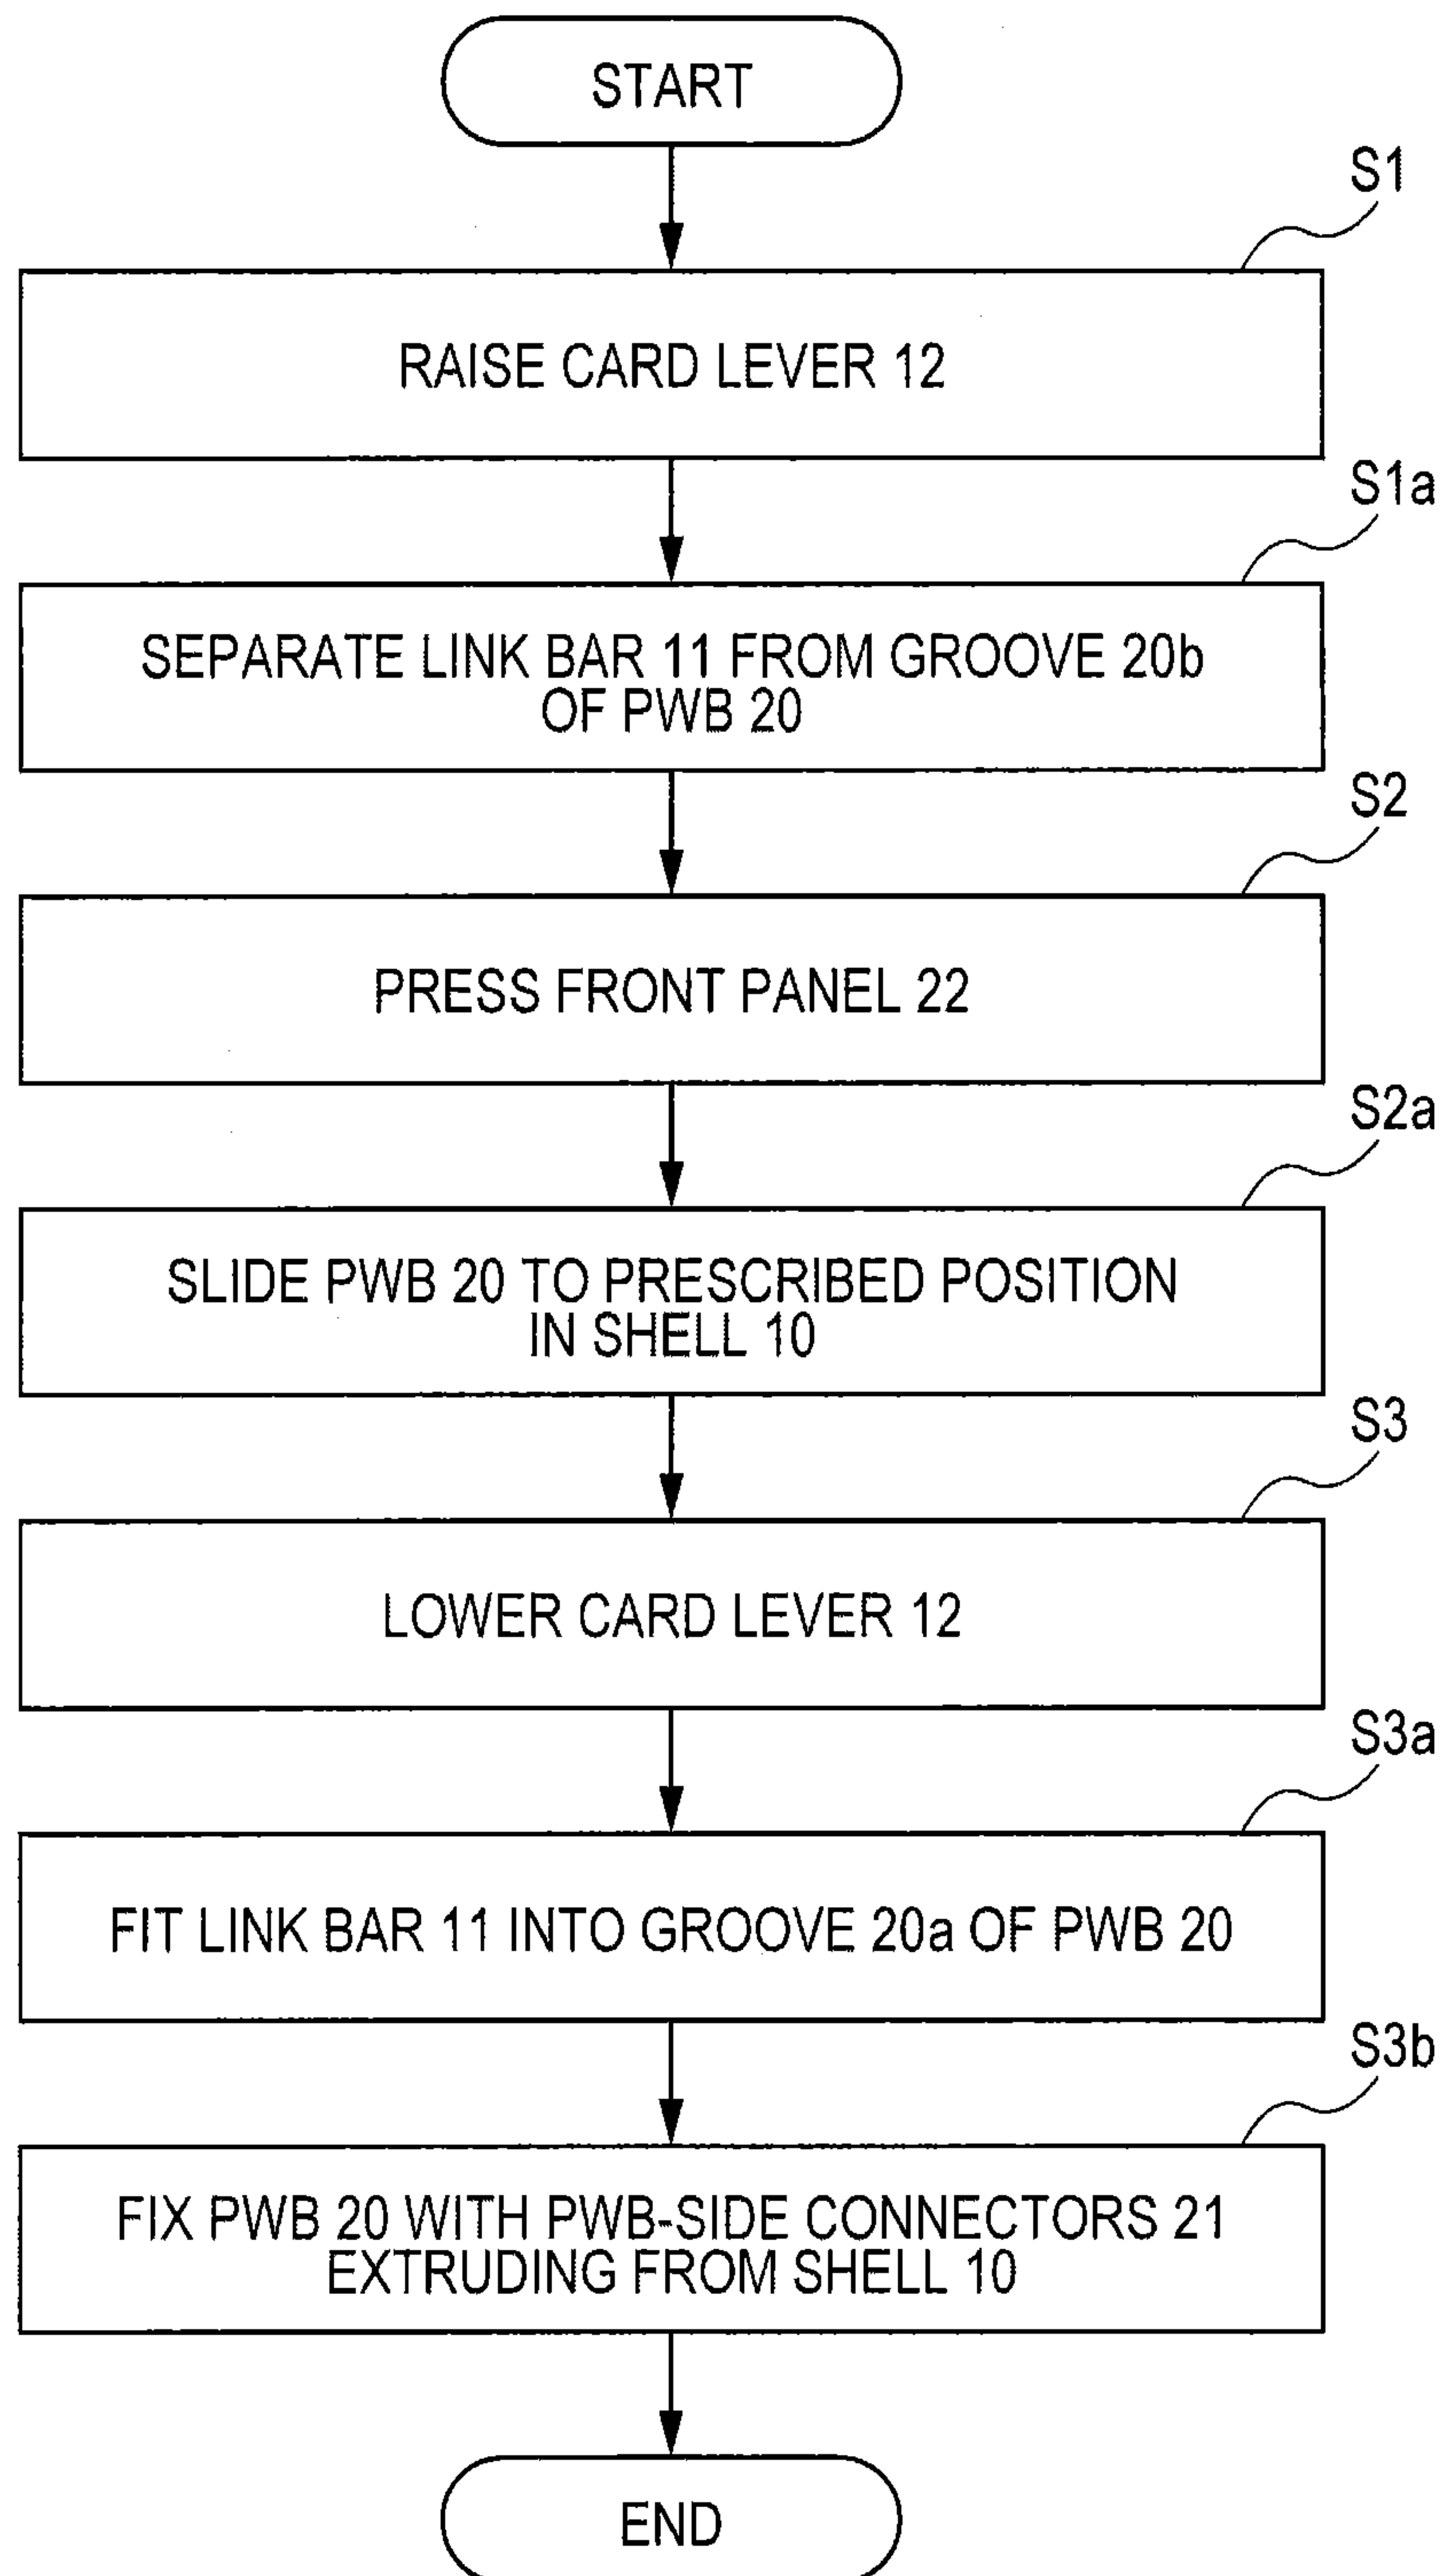 START
S1
RAISE CARD LEVER 12
S1a
SEPARATE LINK BAR 11 FROM GROOVE 20b
OF PWB 20
S2
PRESS FRONT PANEL 22
S2a
SLIDE PWB 20 TO PRESCRIBED POSITION
IN SHELL 10
S3
LOWER CARD LEVER 12
S3a
FIT LINK BAR 11 INTO GROOVE 20a OF PWB 20
S3b
FIX PWB 20 WITH PWB-SIDE CONNECTORS 21
EXTRUDING FROM SHELL 10
END